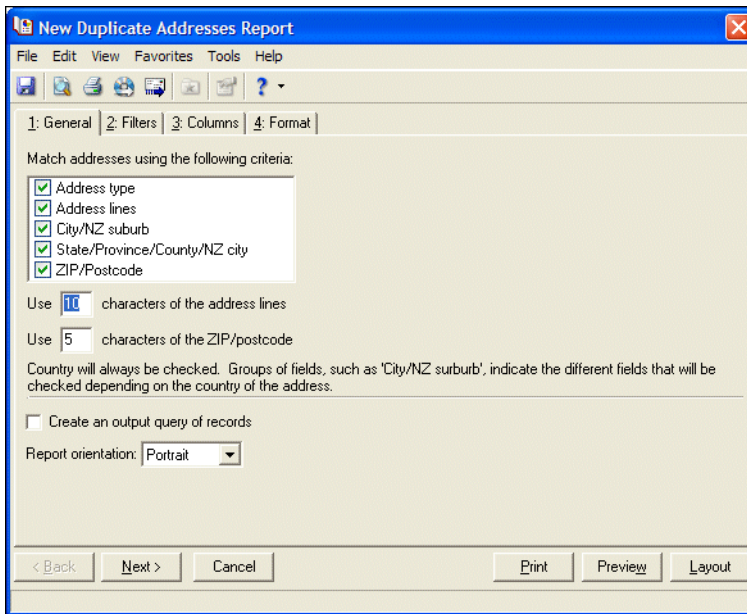 New Duplicate Addresses Report
File Edit View Favorites Tools Help
1: General 2: Filters 3: Columns 4: Format
Match addresses using the following criteria:
Address type
Address lines
City/NZ suburb
State/Province/County/NZ city
ZIP/Postcode
Use 10 characters of the address lines
Use 5 characters of the ZIP/postcode
Country will always be checked. Groups of fields, such as 'City/NZ surburb', indicate the different fields that will be
checked depending on the country of the address.
Create an output query of records
Report orientation: Portrait
< Back Next > Cancel Print Preview Layout